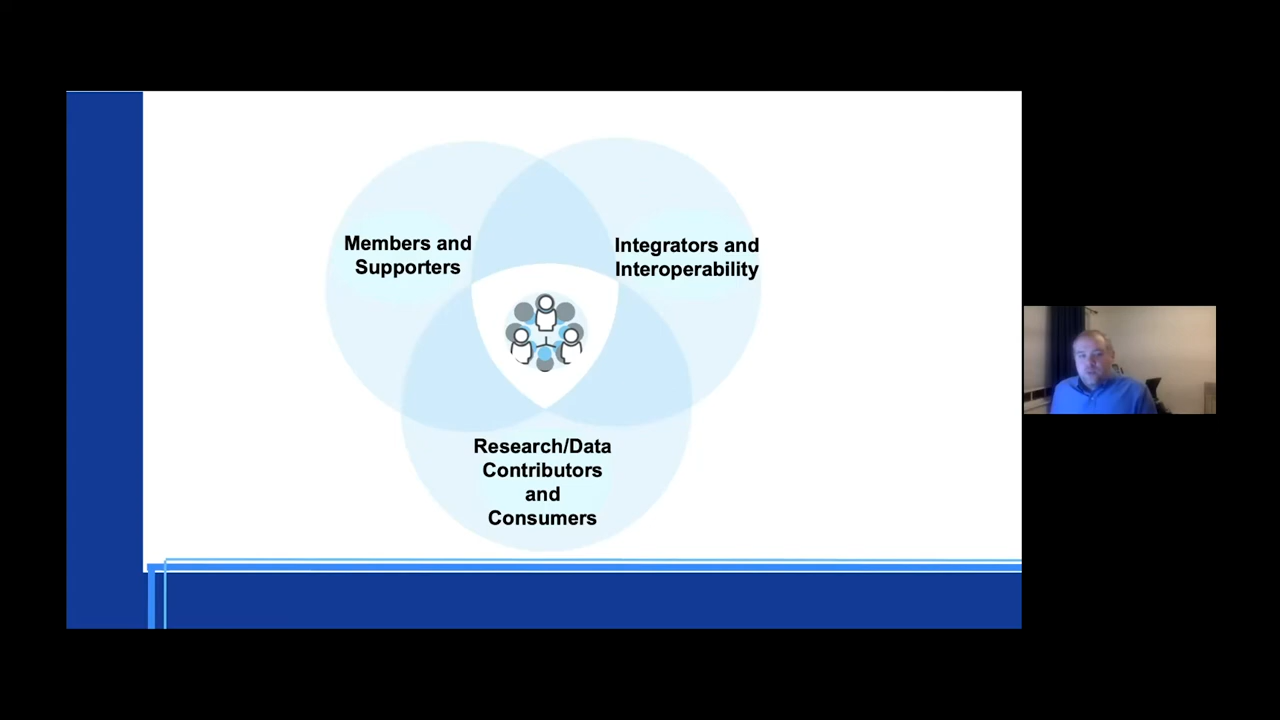 Members and
Supporters
Integrators and
Interoperability
Research/Data
Contributors
and
Consumers